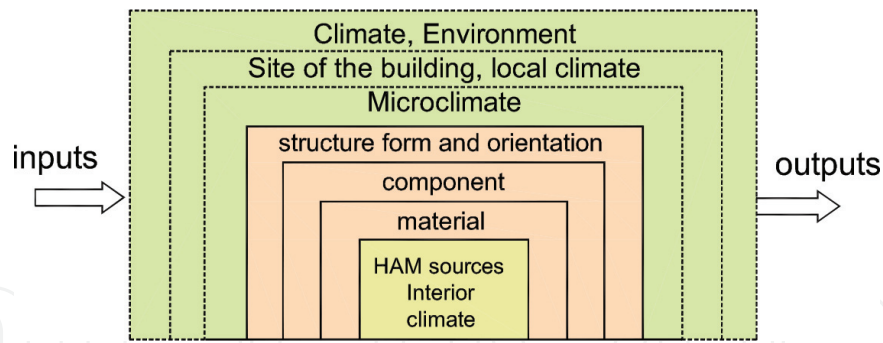 Climate, Environment
Site of the building, local climate
Microclimate
structure form and orientation
inputs
outputs
component
material
HAM sources
Interior
climate